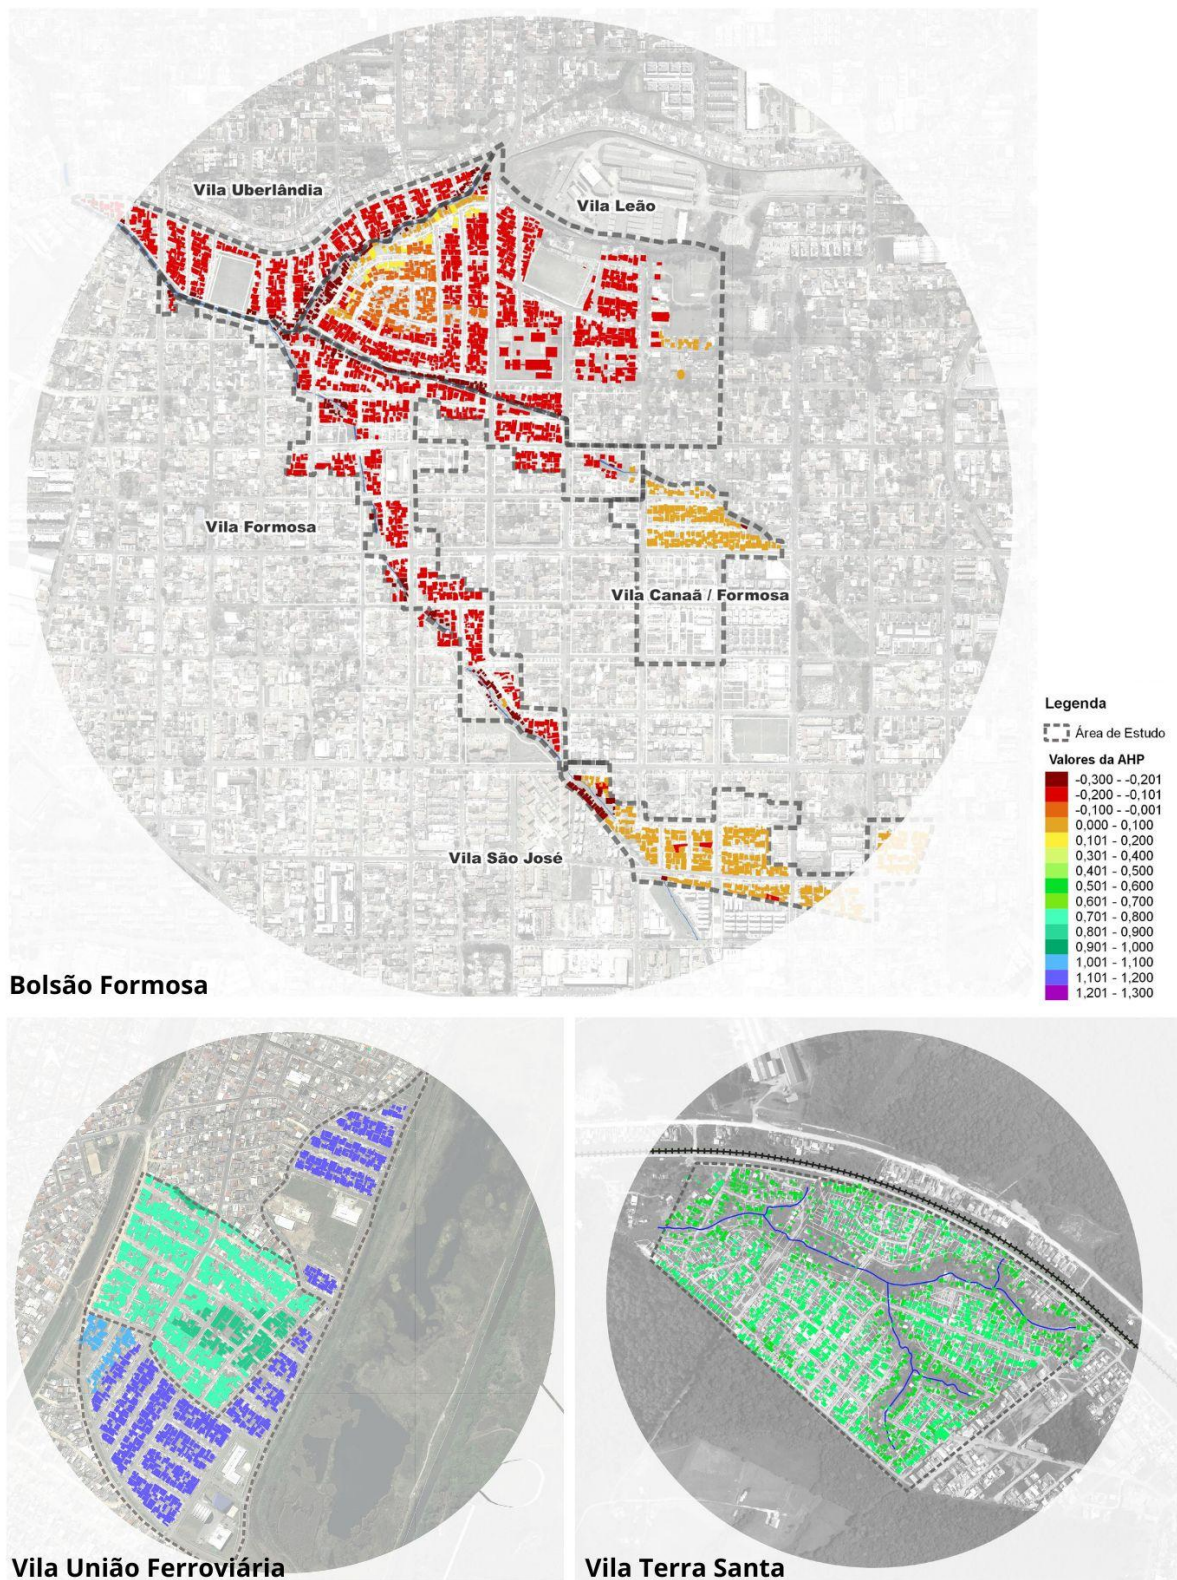 Vila Uberlândia
Vila Leão
Vila Formosa
Vila Canaã / Formosa
Vila São José
Bolsão Formosa
Legenda
Área de Estudo
Valores da AHP
-0,300 - -0,201
-0,200 - -0,101
-0,100 - -0,001
0,000 - 0,100
0,101 - 0,200
0,301 - 0,400
0,401 - 0,500
0,501 - 0,600
0,601 - 0,700
0,701 - 0,800
0,801 - 0,900
0,901 - 1,000
1,001 - 1,100
1,101 - 1,200
1,201 - 1,300
Vila União Ferroviária
Vila Terra Santa